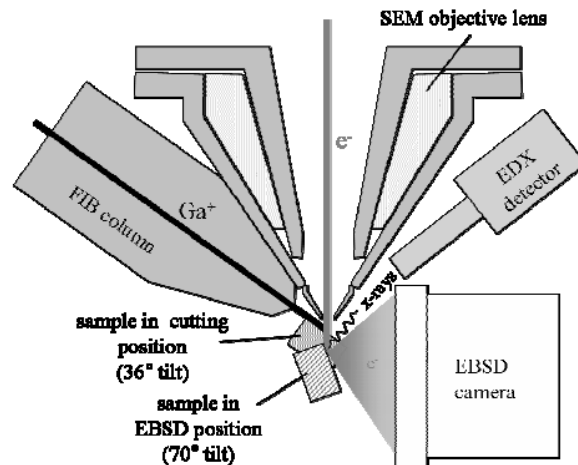 SEM objective lens
e-
EDX
detector
Ga+
FIB column
x-rays
sample in cutting
position
(36° tilt)
e-
EBSD
camera
sample in
EBSD position
(70° tilt)